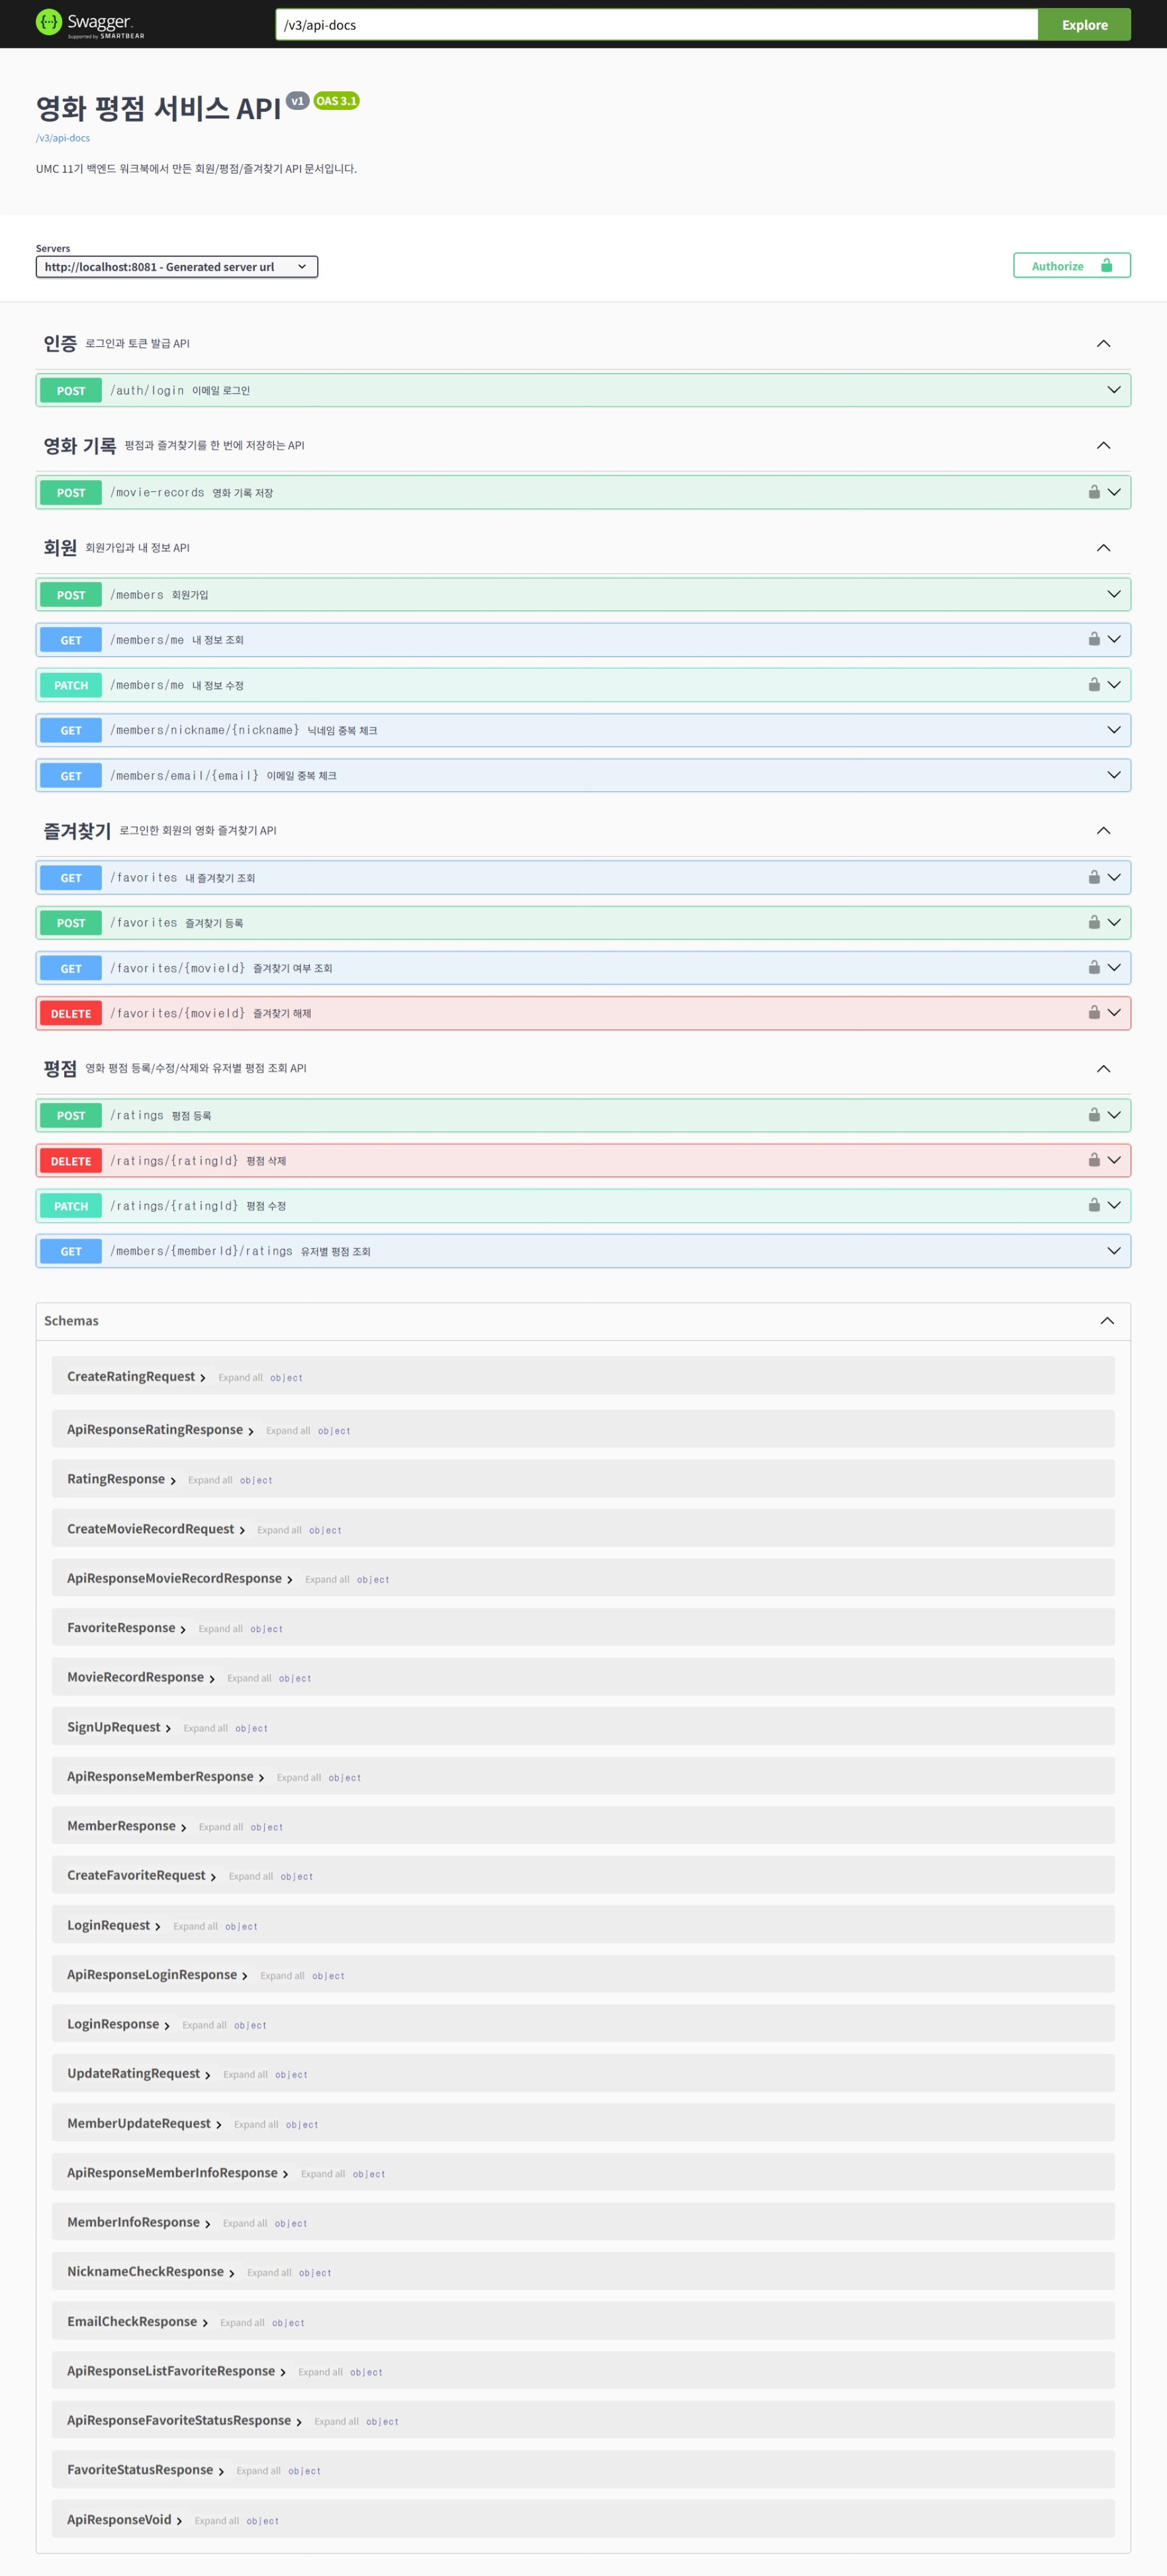 Swagger
Supported by SMARTBEAR
/v3/api-docs
Explore
영화 평점 서비스 API v1 OAS 3.1
/v3/api-docs
UMC 11기 백엔드 워크북에서 만든 회원/평점/즐겨찾기 API 문서입니다.
Servers
http://localhost:8081 - Generated server url
Authorize
인증 로그인과 토큰 발급 API
POST /auth/login 이메일 로그인
영화 기록 평점과 즐겨찾기를 한 번에 저장하는 API
POST /movie-records 영화 기록 저장
회원 회원가입과 내 정보 API
POST /members 회원가입
GET /members/me 내 정보 조회
PATCH /members/me 내 정보 수정
GET /members/nickname/{nickname} 닉네임 중복 체크
GET /members/email/{email} 이메일 중복 체크
즐겨찾기 로그인한 회원의 영화 즐겨찾기 API
GET /favorites 내 즐겨찾기 조회
POST /favorites 즐겨찾기 등록
GET /favorites/{movieId} 즐겨찾기 여부 조회
DELETE /favorites/{movieId} 즐겨찾기 해제
평점 영화 평점 등록/수정/삭제와 유저별 평점 조회 API
POST /ratings 평점 등록
DELETE /ratings/{ratingId} 평점 삭제
PATCH /ratings/{ratingId} 평점 수정
GET /members/{memberId}/ratings 유저별 평점 조회
Schemas
CreateRatingRequest Expand all object
ApiResponseRatingResponse Expand all object
RatingResponse Expand all object
CreateMovieRecordRequest Expand all object
ApiResponseMovieRecordResponse Expand all object
FavoriteResponse Expand all object
MovieRecordResponse Expand all object
SignUpRequest Expand all object
ApiResponseMemberResponse Expand all object
MemberResponse Expand all object
CreateFavoriteRequest Expand all object
LoginRequest Expand all object
ApiResponseLoginResponse Expand all object
LoginResponse Expand all object
UpdateRatingRequest Expand all object
MemberUpdateRequest Expand all object
ApiResponseMemberInfoResponse Expand all object
MemberInfoResponse Expand all object
NicknameCheckResponse Expand all object
EmailCheckResponse Expand all object
ApiResponseListFavoriteResponse Expand all object
ApiResponseFavoriteStatusResponse Expand all object
FavoriteStatusResponse Expand all object
ApiResponseVoid Expand all object